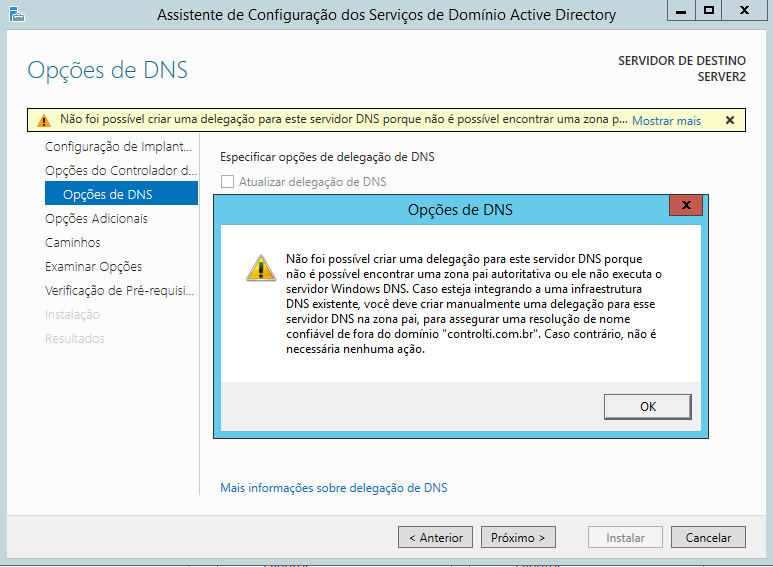 Assistente de Configuração dos Serviços de Domínio Active Directory
Opções de DNS
SERVIDOR DE DESTINO
SERVER2
Não foi possível criar uma delegação para este servidor DNS porque não é possível encontrar uma zona p... Mostrar mais
Configuração de Implant...
Opções do Controlador d...
Opções de DNS
Opções Adicionais
Caminhos
Examinar Opções
Verificação de Pré-requisi...
Instalação
Resultados
Especificar opções de delegação de DNS
Atualizar delegação de DNS
Opções de DNS
Não foi possível criar uma delegação para este servidor DNS porque
não é possível encontrar uma zona pai autoritativa ou ele não executa o
servidor Windows DNS. Caso esteja integrando a uma infraestrutura
DNS existente, você deve criar manualmente uma delegação para esse
servidor DNS na zona pai, para assegurar uma resolução de nome
confiável de fora do domínio "controlti.com.br". Caso contrário, não é
necessária nenhuma ação.
OK
Mais informações sobre delegação de DNS
< Anterior
Próximo >
Instalar
Cancelar